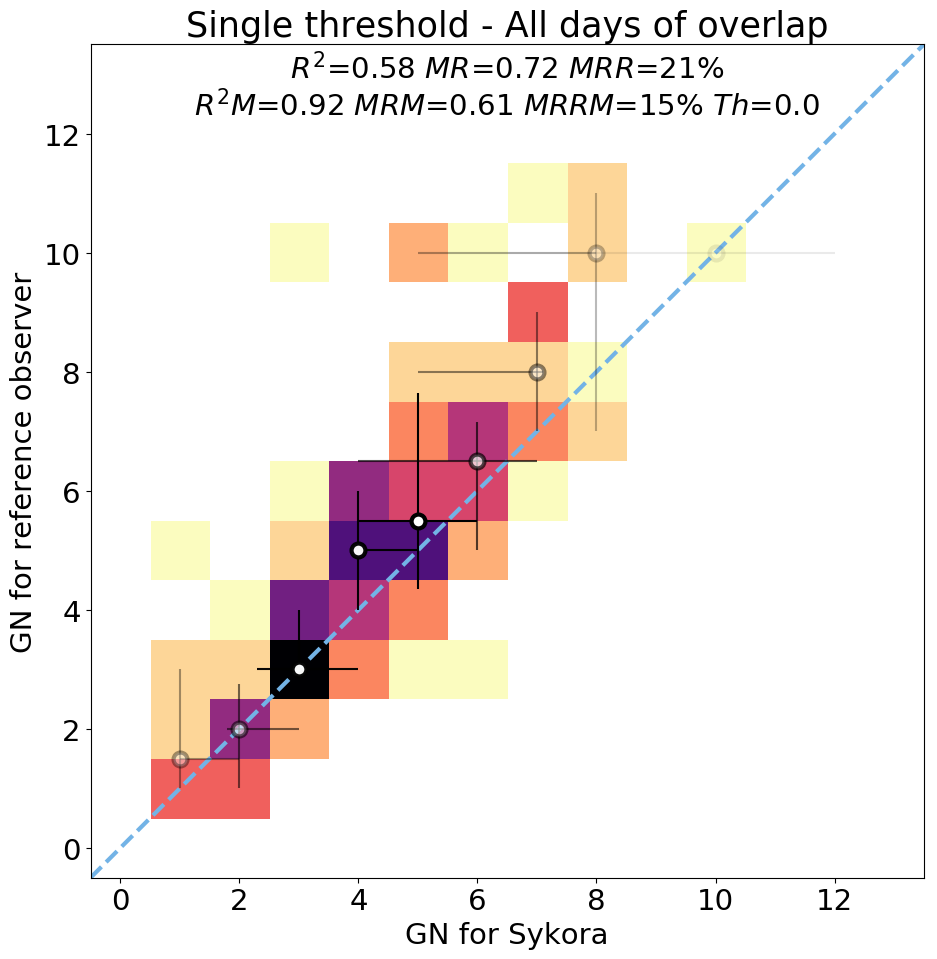 Single threshold - All days of overlap
R²=0.58 MR=0.72 MRR=21%
R²M=0.92 MRM=0.61 MRRM=15% Th=0.0
GN for reference observer
12
10
8
6
4
2
0
0 2 4 6 8 10 12
GN for Sykora